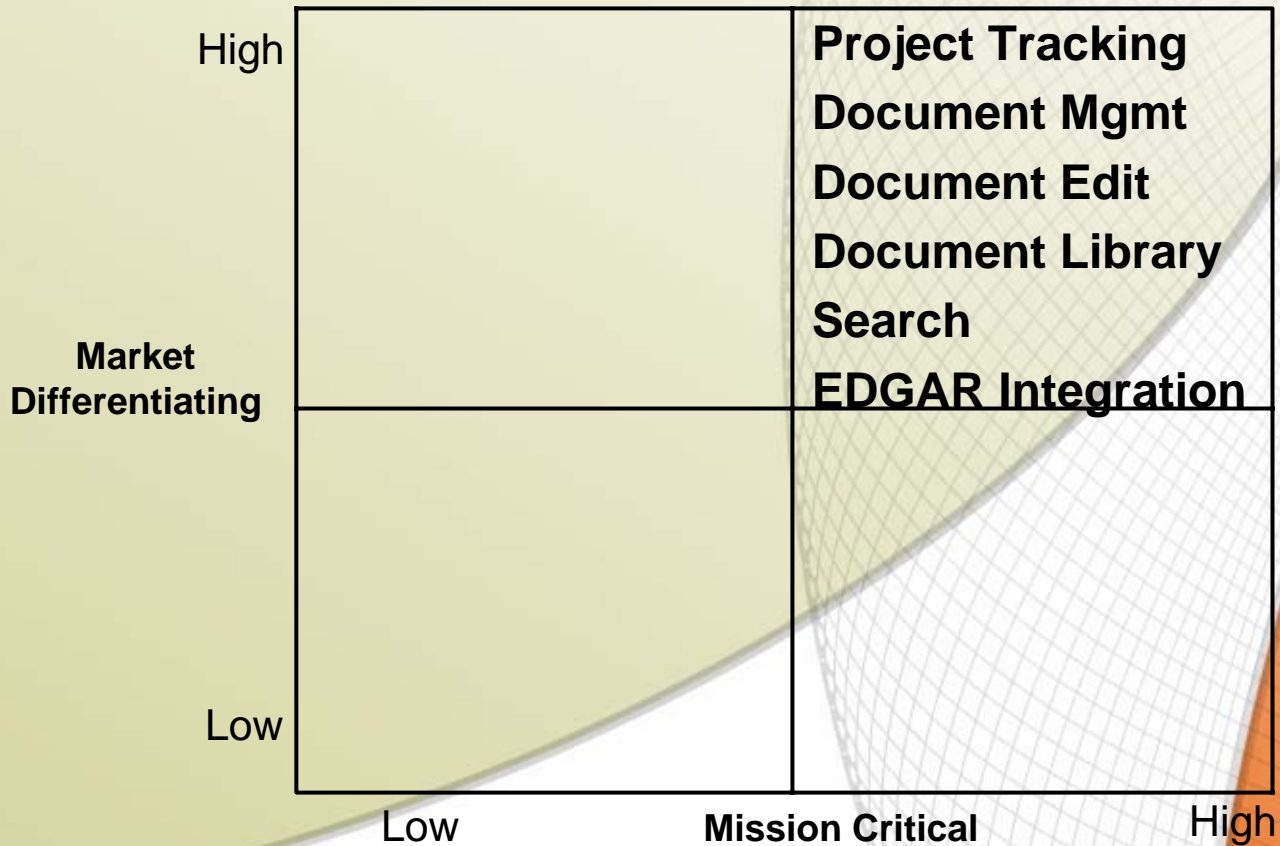 High
Project Tracking
Document Mgmt
Document Edit
Document Library
Search
EDGAR Integration
Market
Differentiating
Low
Low
Mission Critical
High